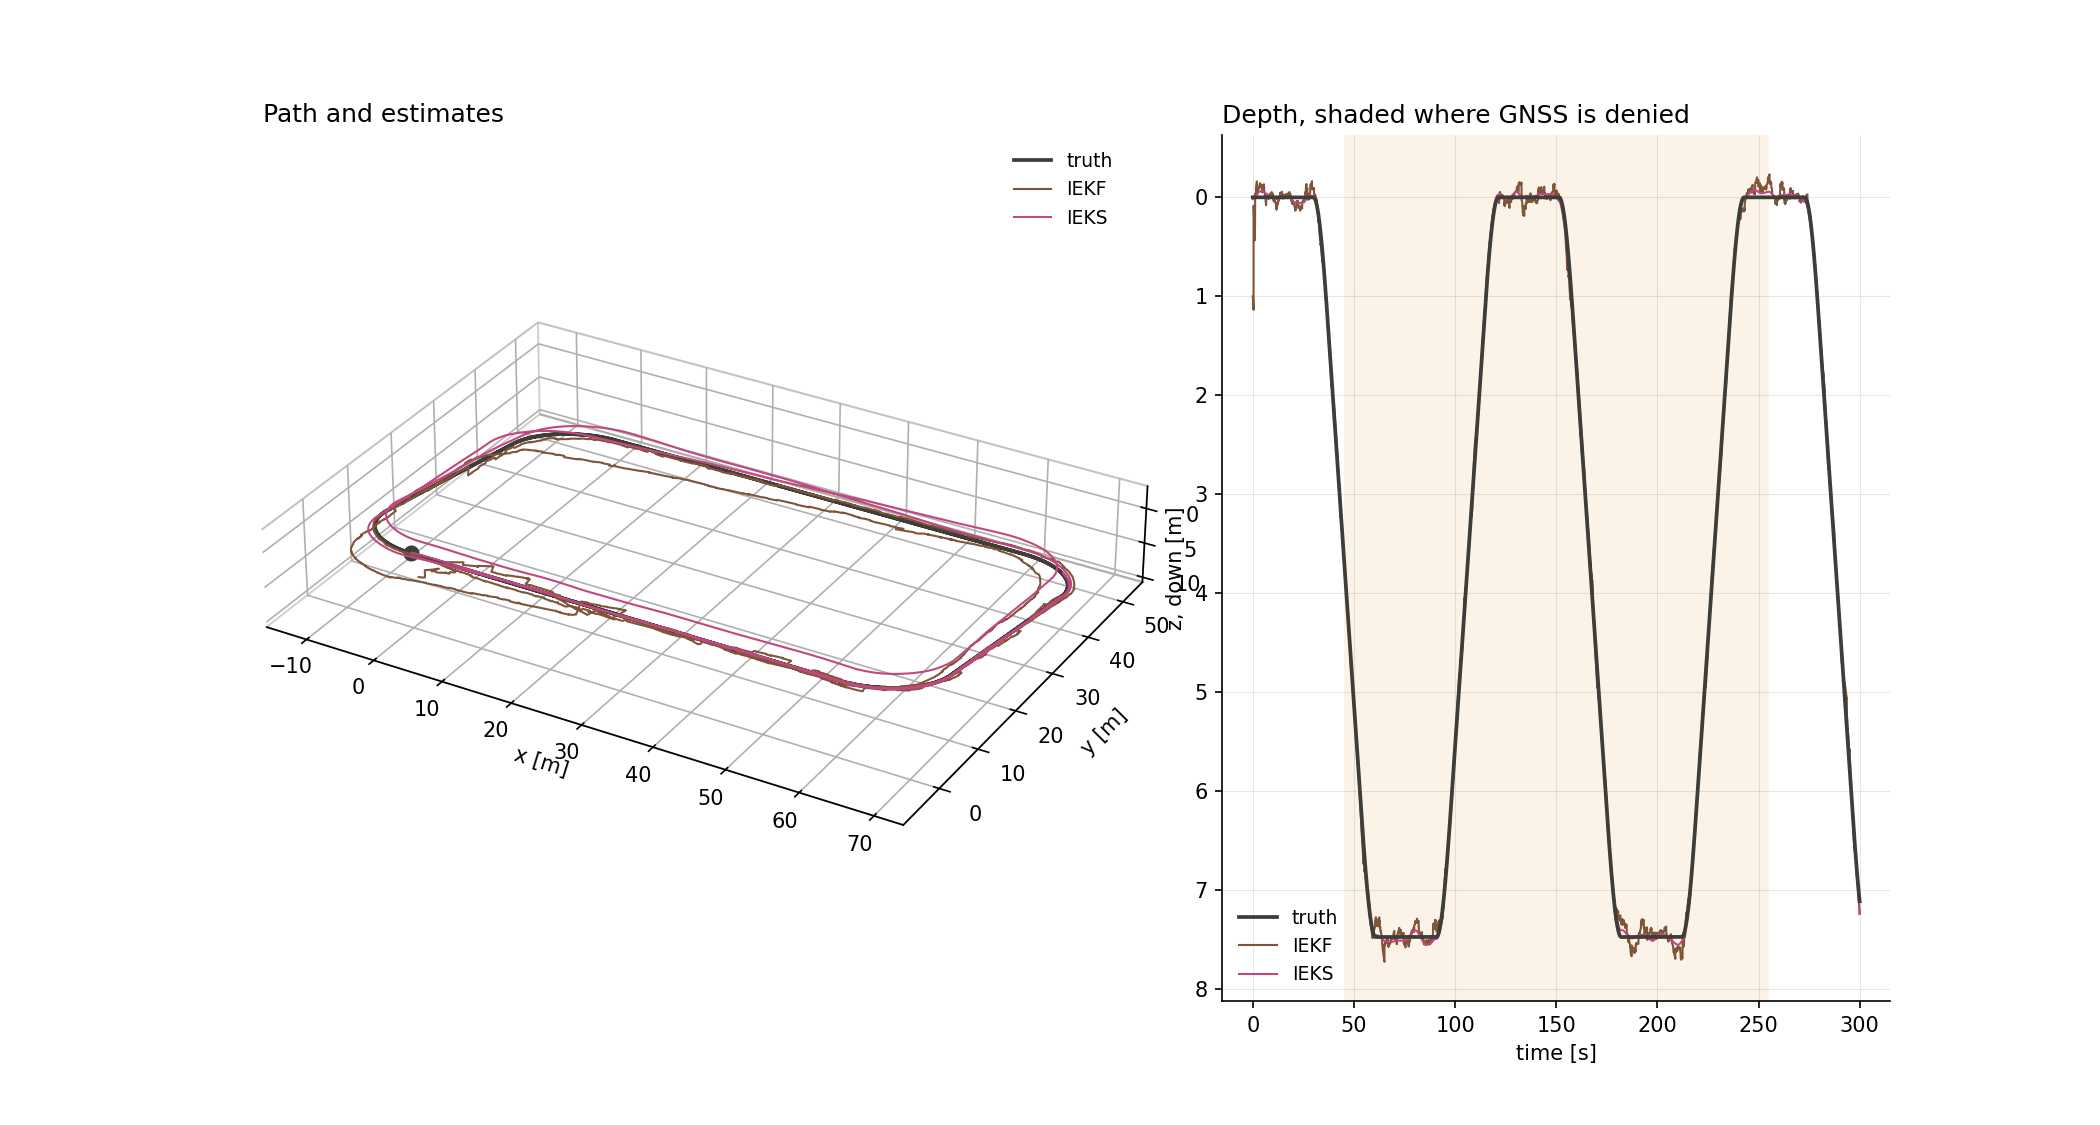 Path and estimates
truth
IEKF
IEKS
0
5
10
z, down [m]
50
40
30
20
10
0
y [m]
−10
0
10
20
30
40
50
60
70
x [m]
Depth, shaded where GNSS is denied
0
1
2
3
4
5
6
7
8
truth
IEKF
IEKS
0
50
100
150
200
250
300
time [s]